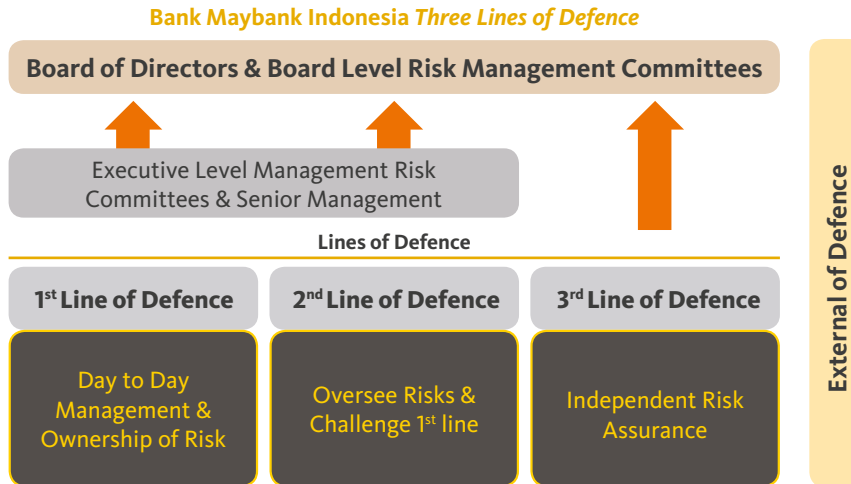 Bank Maybank Indonesia Three Lines of Defence
Board of Directors & Board Level Risk Management Committees
Executive Level Management Risk
Committees & Senior Management
Lines of Defence
1st Line of Defence
2nd Line of Defence
3rd Line of Defence
Day to Day
Management &
Ownership of Risk
Oversee Risks &
Challenge 1st line
Independent Risk
Assurance
External of Defence